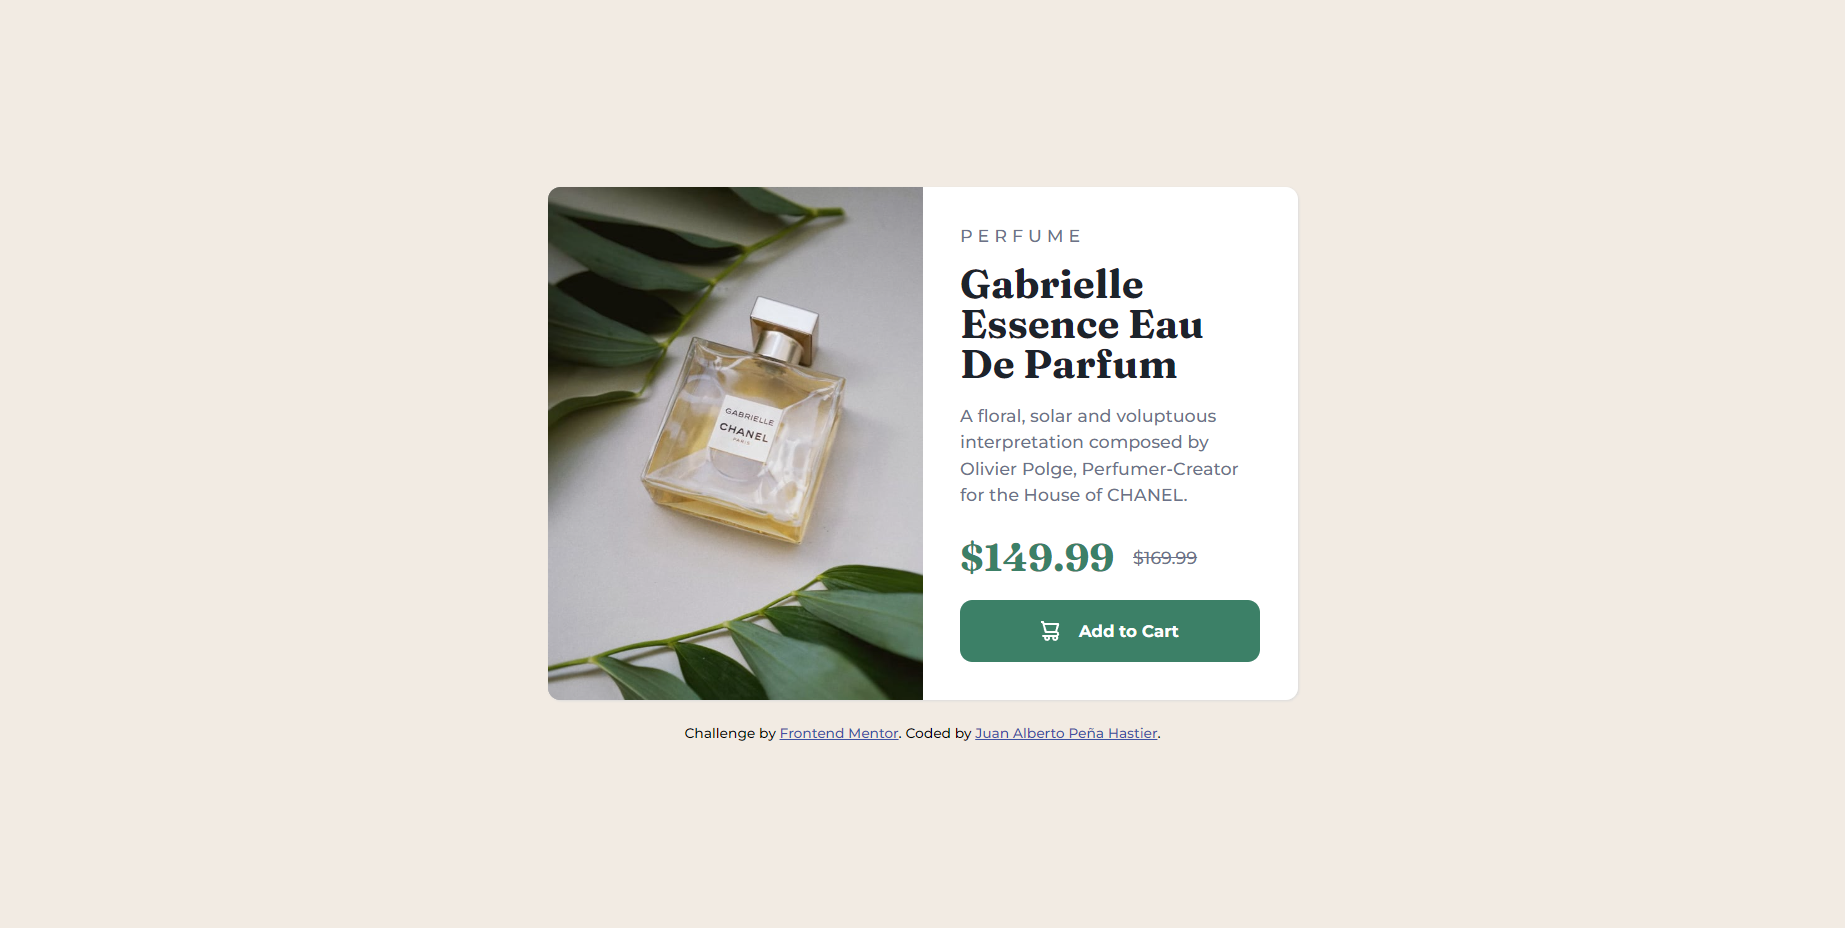 GABRIELLE
CHANEL
PARIS
PERFUME
Gabrielle
Essence Eau
De Parfum
A floral, solar and voluptuous
interpretation composed by
Olivier Polge, Perfumer-Creator
for the House of CHANEL.
$149.99 $169.99
Add to Cart
Challenge by Frontend Mentor. Coded by Juan Alberto Peña Hastier.